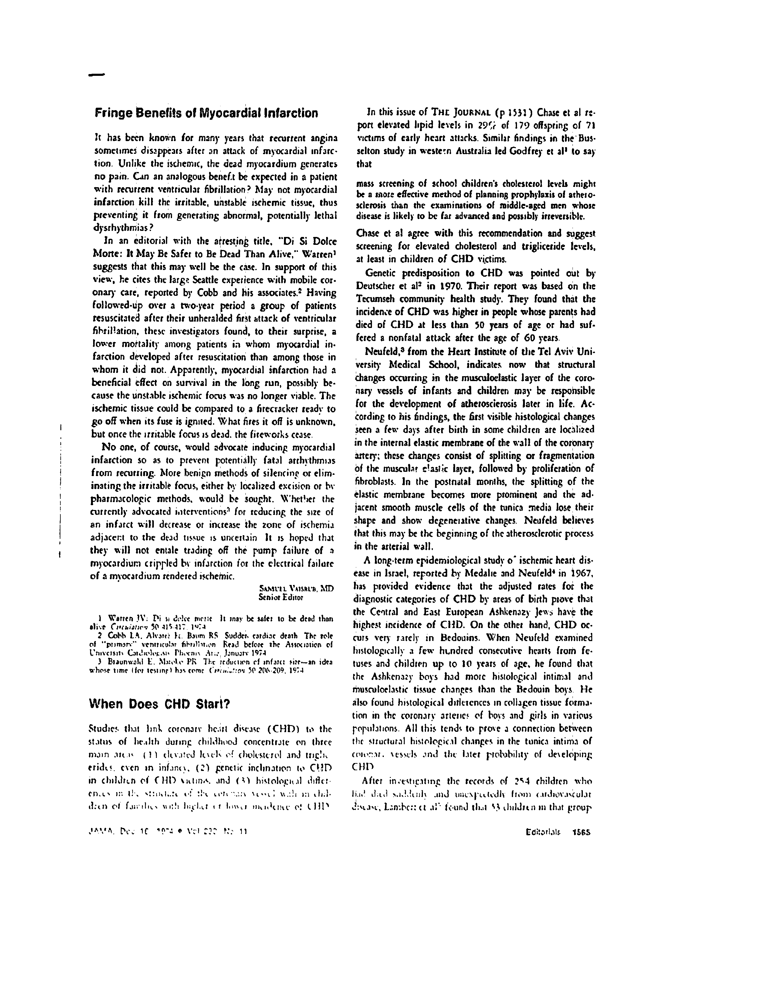 Fringe Benefits of Myocardial Infarction
It has been known for many years that recurrent angina
sometimes disappears after an attack of myocardial infarc-
tion. Unlike the ischemic, the dead myocardium generates
no pain. Can an analogous benefit be expected in a patient
with recurrent ventricular fibrillation? May not myocardial
infarction kill the irritable, unstable ischemic tissue, thus
preventing it from generating abnormal, potentially lethal
dysrhythmias?
In an editorial with the arresting title, "Di Si Dolce
Morte: It May Be Safer to Be Dead Than Alive," Warren¹
suggests that this may well be the case. In support of this
view, he cites the large Seattle experience with mobile cor-
onary care, reported by Cobb and his associates.² Having
followed-up over a two-year period a group of patients
resuscitated after their unheralded first attack of ventricular
fibrillation, these investigators found, to their surprise, a
lower mortality among patients in whom myocardial in-
farction developed after resuscitation than among those in
whom it did not. Apparently, myocardial infarction had a
beneficial effect on survival in the long run, possibly be-
cause the unstable ischemic focus was no longer viable. The
ischemic tissue could be compared to a firecracker ready to
go off when its fuse is ignited. What fires it off is unknown,
but once the irritable focus is dead, the fireworks cease.
No one, of course, would advocate inducing myocardial
infarction so as to prevent potentially fatal arrhythmias
from recurring. More benign methods of silencing or elim-
inating the irritable focus, either by localized excision or by
pharmacologic methods, would be sought. Whether the
currently advocated interventions³ for reducing the size of
an infarct will decrease or increase the zone of ischemia
adjacent to the dead tissue is uncertain It is hoped that
they will not entale trading off the pump failure of a
myocardium crippled by infarction for the electrical failure
of a myocardium rendered ischemic.
SAMUEL VAISRUB, MD
Senior Editor
1 Warren JV: Di si dolce morte It may be safer to be dead than
alive Circulation 50 415-417, 1974
2 Cobb LA, Alvarez H, Baum RS Sudden cardiac death The role
of "primary" ventricular fibrillation Read before the Association of
University Cardiologists Phoenix Ariz, January 1974
3 Braunwald E, Maroko PR The reduction of infarct size—an idea
whose time (for testing) has come Circulation 50 206-209, 1974
When Does CHD Start?
Studies that link coronary heart disease (CHD) to the
status of health during childhood concentrate on three
main areas (1) elevated levels of cholesterol and triglyc-
erides, even in infancy, (2) genetic inclination to CHD
in children of CHD victims, and (3) histological differ-
ences in the structure of the coronary vessel wall in chil-
dren of families with higher or lower incidence of CHD
JAMA, Dec 16, 1974 • Vol 230, No 11
In this issue of THE JOURNAL (p 1531) Chase et al re-
port elevated lipid levels in 29% of 179 offspring of 71
victims of early heart attacks. Similar findings in the Bus-
selton study in western Australia led Godfrey et al¹ to say
that
mass screening of school children's cholesterol levels might
be a more effective method of planning prophylaxis of athero-
sclerosis than the examinations of middle-aged men whose
disease is likely to be far advanced and possibly irreversible.
Chase et al agree with this recommendation and suggest
screening for elevated cholesterol and trigliceride levels,
at least in children of CHD victims.
Genetic predisposition to CHD was pointed out by
Deutscher et al² in 1970. Their report was based on the
Tecumseh community health study. They found that the
incidence of CHD was higher in people whose parents had
died of CHD at less than 50 years of age or had suf-
fered a nonfatal attack after the age of 60 years.
Neufeld,³ from the Heart Institute of the Tel Aviv Uni-
versity Medical School, indicates now that structural
changes occurring in the musculoelastic layer of the coro-
nary vessels of infants and children may be responsible
for the development of atherosclerosis later in life. Ac-
cording to his findings, the first visible histological changes
seen a few days after birth in some children are localized
in the internal elastic membrane of the wall of the coronary
artery; these changes consist of splitting or fragmentation
of the muscular elastic layer, followed by proliferation of
fibroblasts. In the postnatal months, the splitting of the
elastic membrane becomes more prominent and the ad-
jacent smooth muscle cells of the tunica media lose their
shape and show degenerative changes. Neufeld believes
that this may be the beginning of the atherosclerotic process
in the arterial wall.
A long-term epidemiological study of ischemic heart dis-
ease in Israel, reported by Medalie and Neufeld⁴ in 1967,
has provided evidence that the adjusted rates for the
diagnostic categories of CHD by areas of birth prove that
the Central and East European Ashkenazy Jews have the
highest incidence of CHD. On the other hand, CHD oc-
curs very rarely in Bedouins. When Neufeld examined
histologically a few hundred consecutive hearts from fe-
tuses and children up to 10 years of age, he found that
the Ashkenazy boys had more histological intimal and
musculoelastic tissue changes than the Bedouin boys. He
also found histological differences in collagen tissue forma-
tion in the coronary arteries of boys and girls in various
populations. All this tends to prove a connection between
the structural histological changes in the tunica intima of
coronary vessels and the later probability of developing
CHD
After investigating the records of 254 children who
had died suddenly and unexpectedly from cardiovascular
disease, Lambert et al⁵ found that 53 children in that group
Editorials 1565